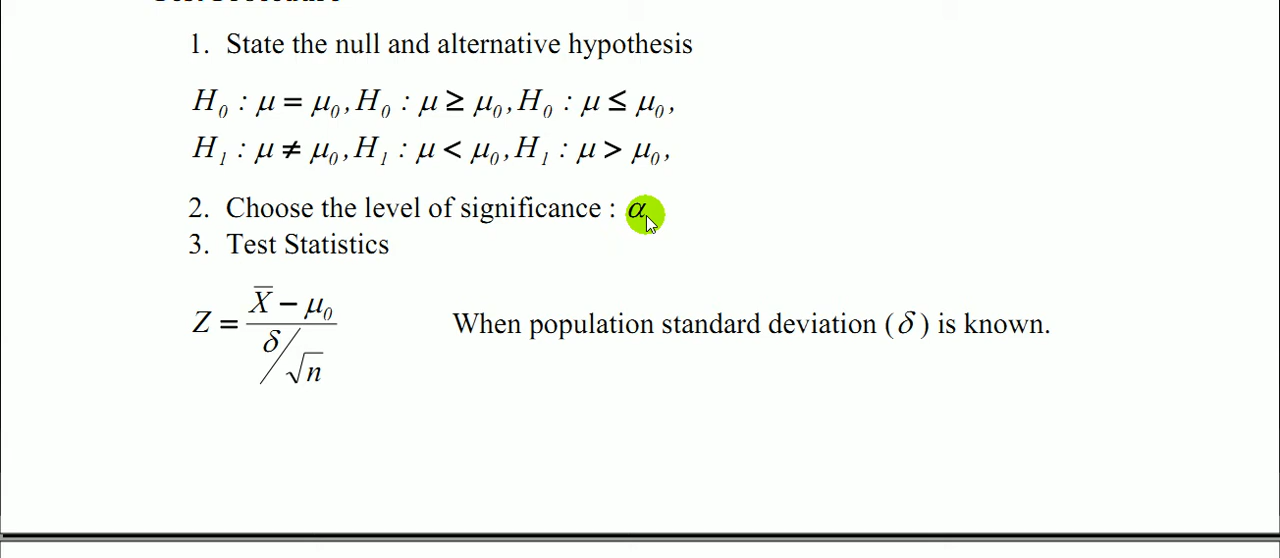 1. State the null and alternative hypothesis
H₀ : μ = μ₀, H₀ : μ ≥ μ₀, H₀ : μ ≤ μ₀,
H₁ : μ ≠ μ₀, H₁ : μ < μ₀, H₁ : μ > μ₀,
2. Choose the level of significance : α
3. Test Statistics
Z = (X̅ − μ₀) / (δ/√n) When population standard deviation (δ) is known.